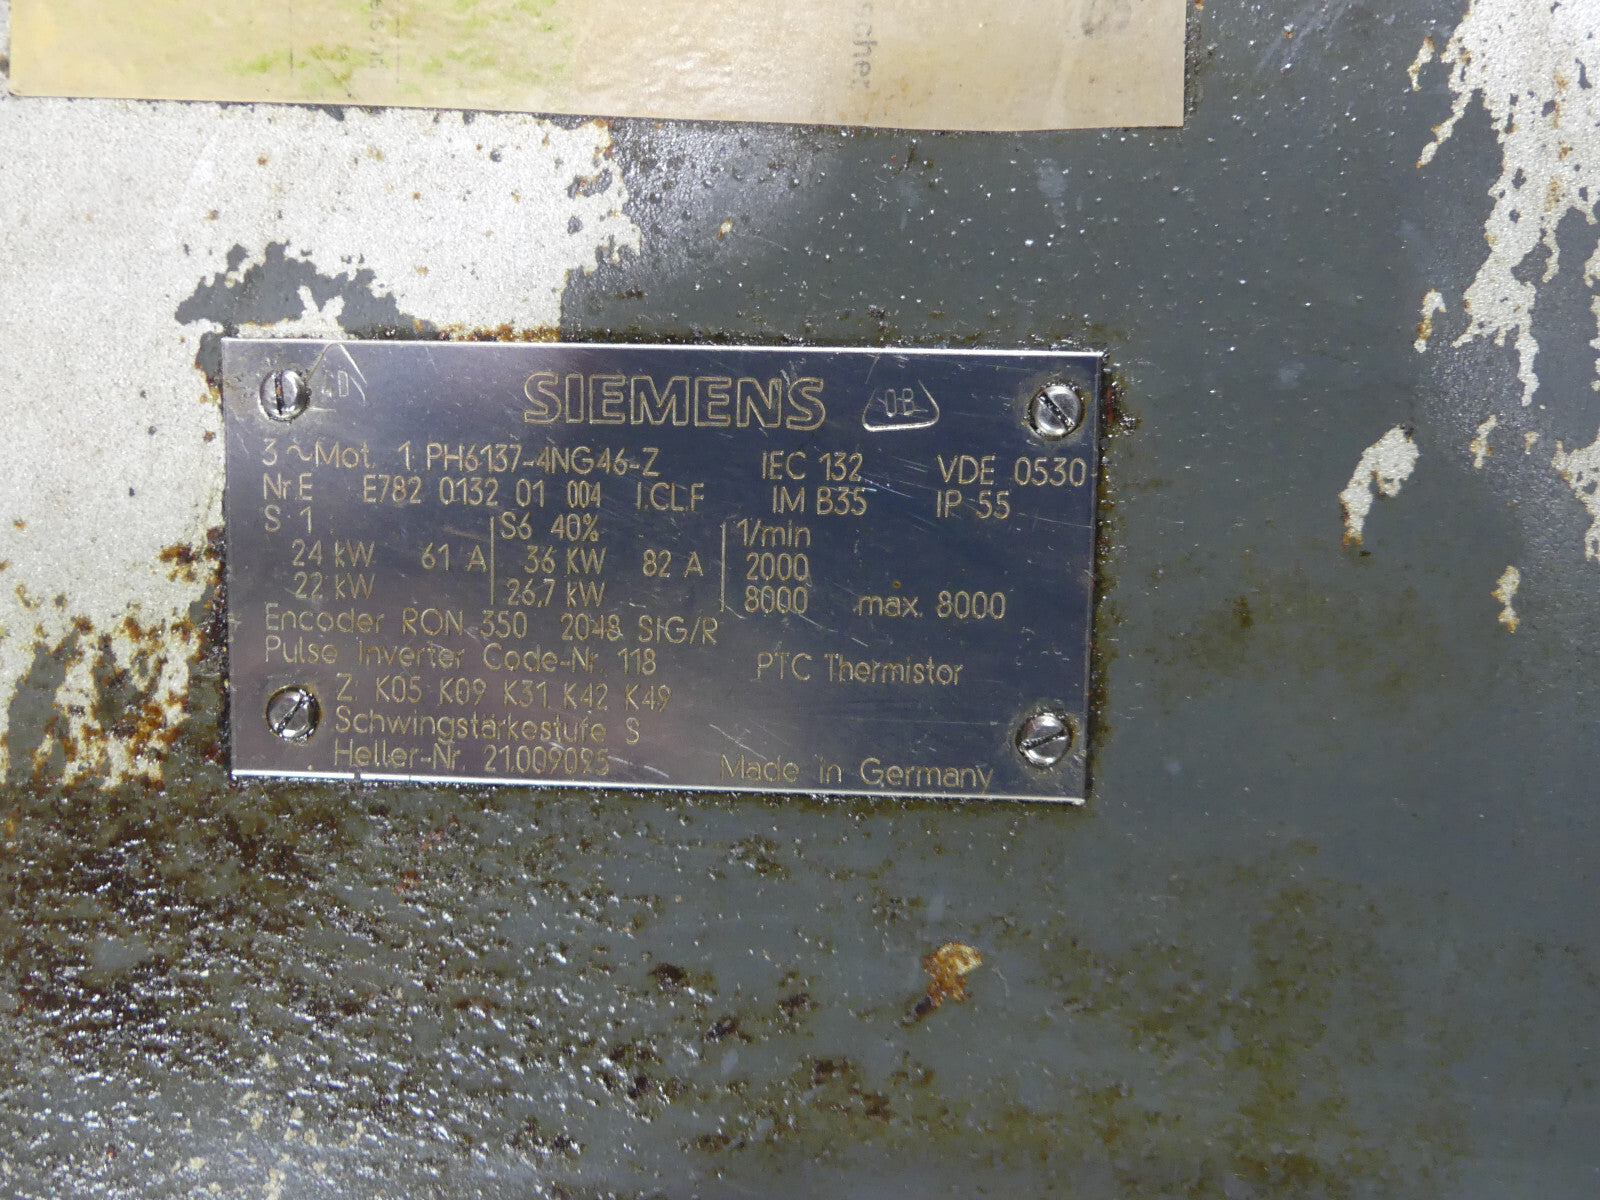 SIEMENS
3~Mot. 1 PH6137-4NG46-Z IEC 132 VDE 0530
Nr.E E782 0132 01 004 I.CL.F IM B35 IP 55
S 1 S6 40% 1/min
24 kW 61 A 36 KW 82 A 2000
22 kW 26,7 kW 8000 max. 8000
Encoder RON 350 2048 SIG/R
Pulse Inverter Code-Nr. 118 PTC Thermistor
Z K05 K09 K31 K42 K49
Schwingstärkestufe S
Heller-Nr. 21.009095 Made in Germany